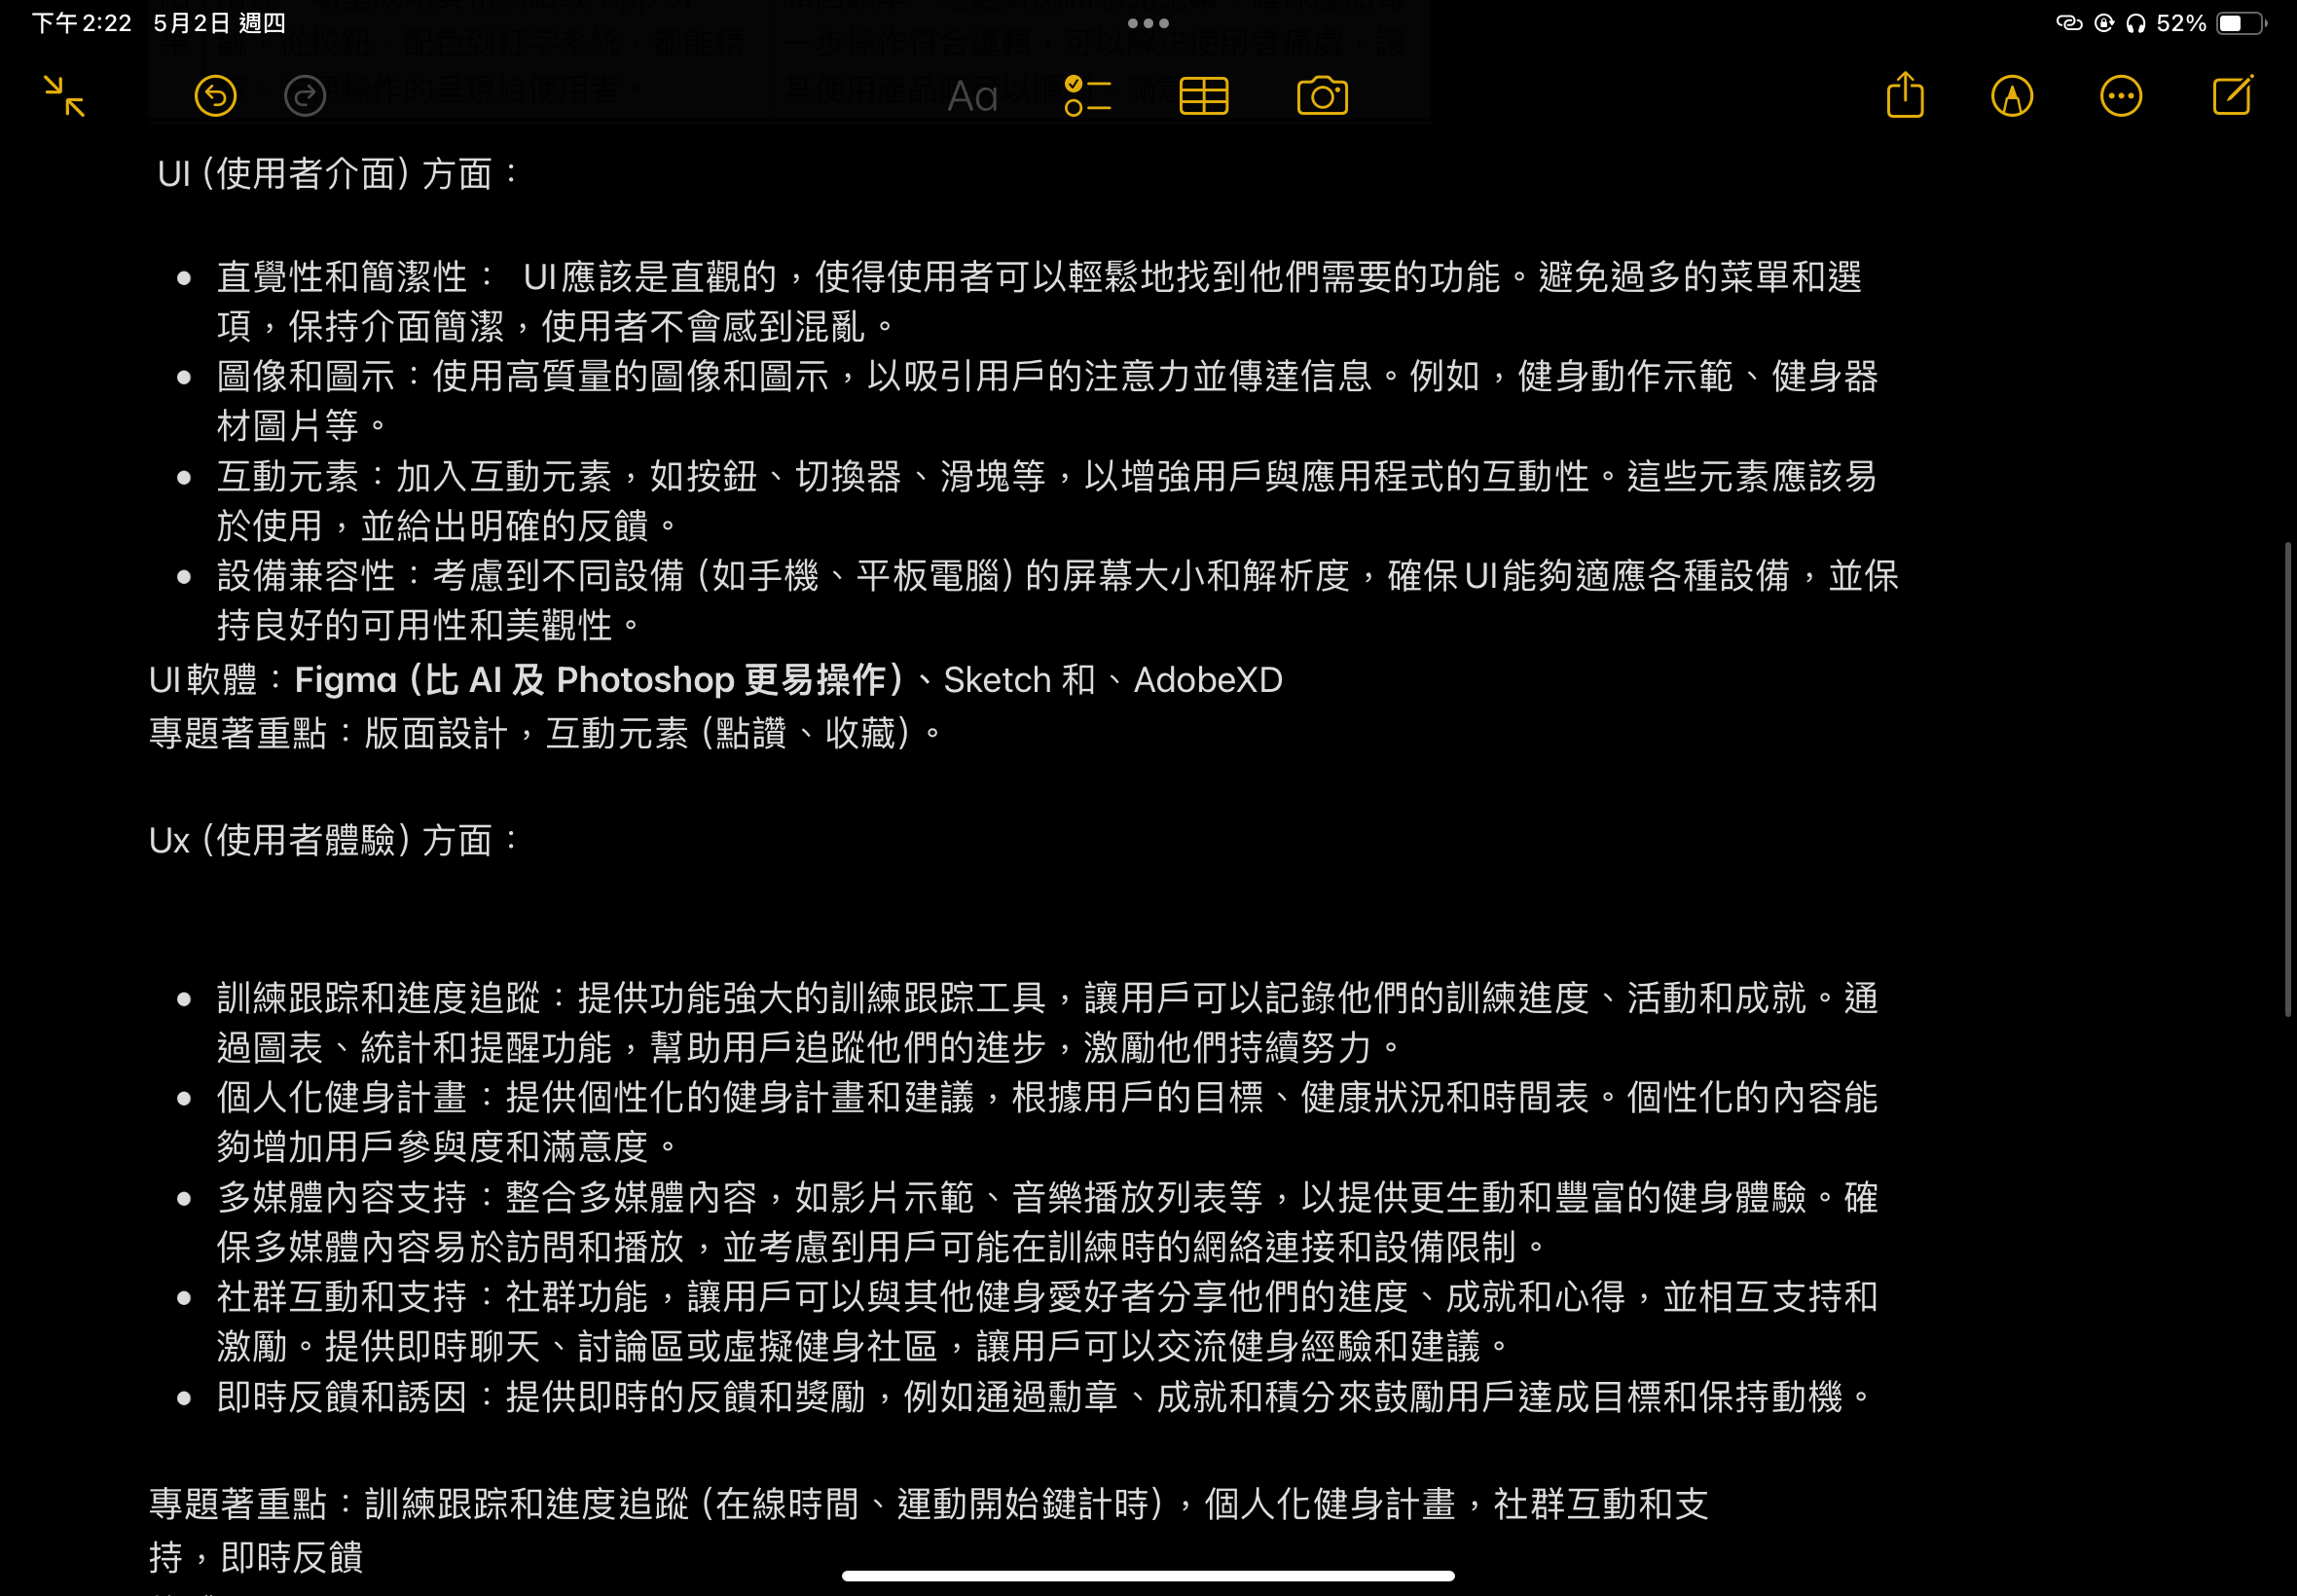 下午2:22 5月2日 週四
52%
Aa
UI（使用者介面）方面：
• 直覺性和簡潔性： UI應該是直觀的，使得使用者可以輕鬆地找到他們需要的功能。避免過多的菜單和選
項，保持介面簡潔，使用者不會感到混亂。
• 圖像和圖示：使用高質量的圖像和圖示，以吸引用戶的注意力並傳達信息。例如，健身動作示範、健身器
材圖片等。
• 互動元素：加入互動元素，如按鈕、切換器、滑塊等，以增強用戶與應用程式的互動性。這些元素應該易
於使用，並給出明確的反饋。
• 設備兼容性：考慮到不同設備（如手機、平板電腦）的屏幕大小和解析度，確保UI能夠適應各種設備，並保
持良好的可用性和美觀性。
UI軟體：Figma（比 AI 及 Photoshop 更易操作）、Sketch 和、AdobeXD
專題著重點：版面設計，互動元素（點讚、收藏）。
Ux（使用者體驗）方面：
• 訓練跟踪和進度追蹤：提供功能強大的訓練跟踪工具，讓用戶可以記錄他們的訓練進度、活動和成就。通
過圖表、統計和提醒功能，幫助用戶追蹤他們的進步，激勵他們持續努力。
• 個人化健身計畫：提供個性化的健身計畫和建議，根據用戶的目標、健康狀況和時間表。個性化的內容能
夠增加用戶參與度和滿意度。
• 多媒體內容支持：整合多媒體內容，如影片示範、音樂播放列表等，以提供更生動和豐富的健身體驗。確
保多媒體內容易於訪問和播放，並考慮到用戶可能在訓練時的網絡連接和設備限制。
• 社群互動和支持：社群功能，讓用戶可以與其他健身愛好者分享他們的進度、成就和心得，並相互支持和
激勵。提供即時聊天、討論區或虛擬健身社區，讓用戶可以交流健身經驗和建議。
• 即時反饋和誘因：提供即時的反饋和獎勵，例如通過勳章、成就和積分來鼓勵用戶達成目標和保持動機。
專題著重點：訓練跟踪和進度追蹤（在線時間、運動開始鍵計時），個人化健身計畫，社群互動和支
持，即時反饋